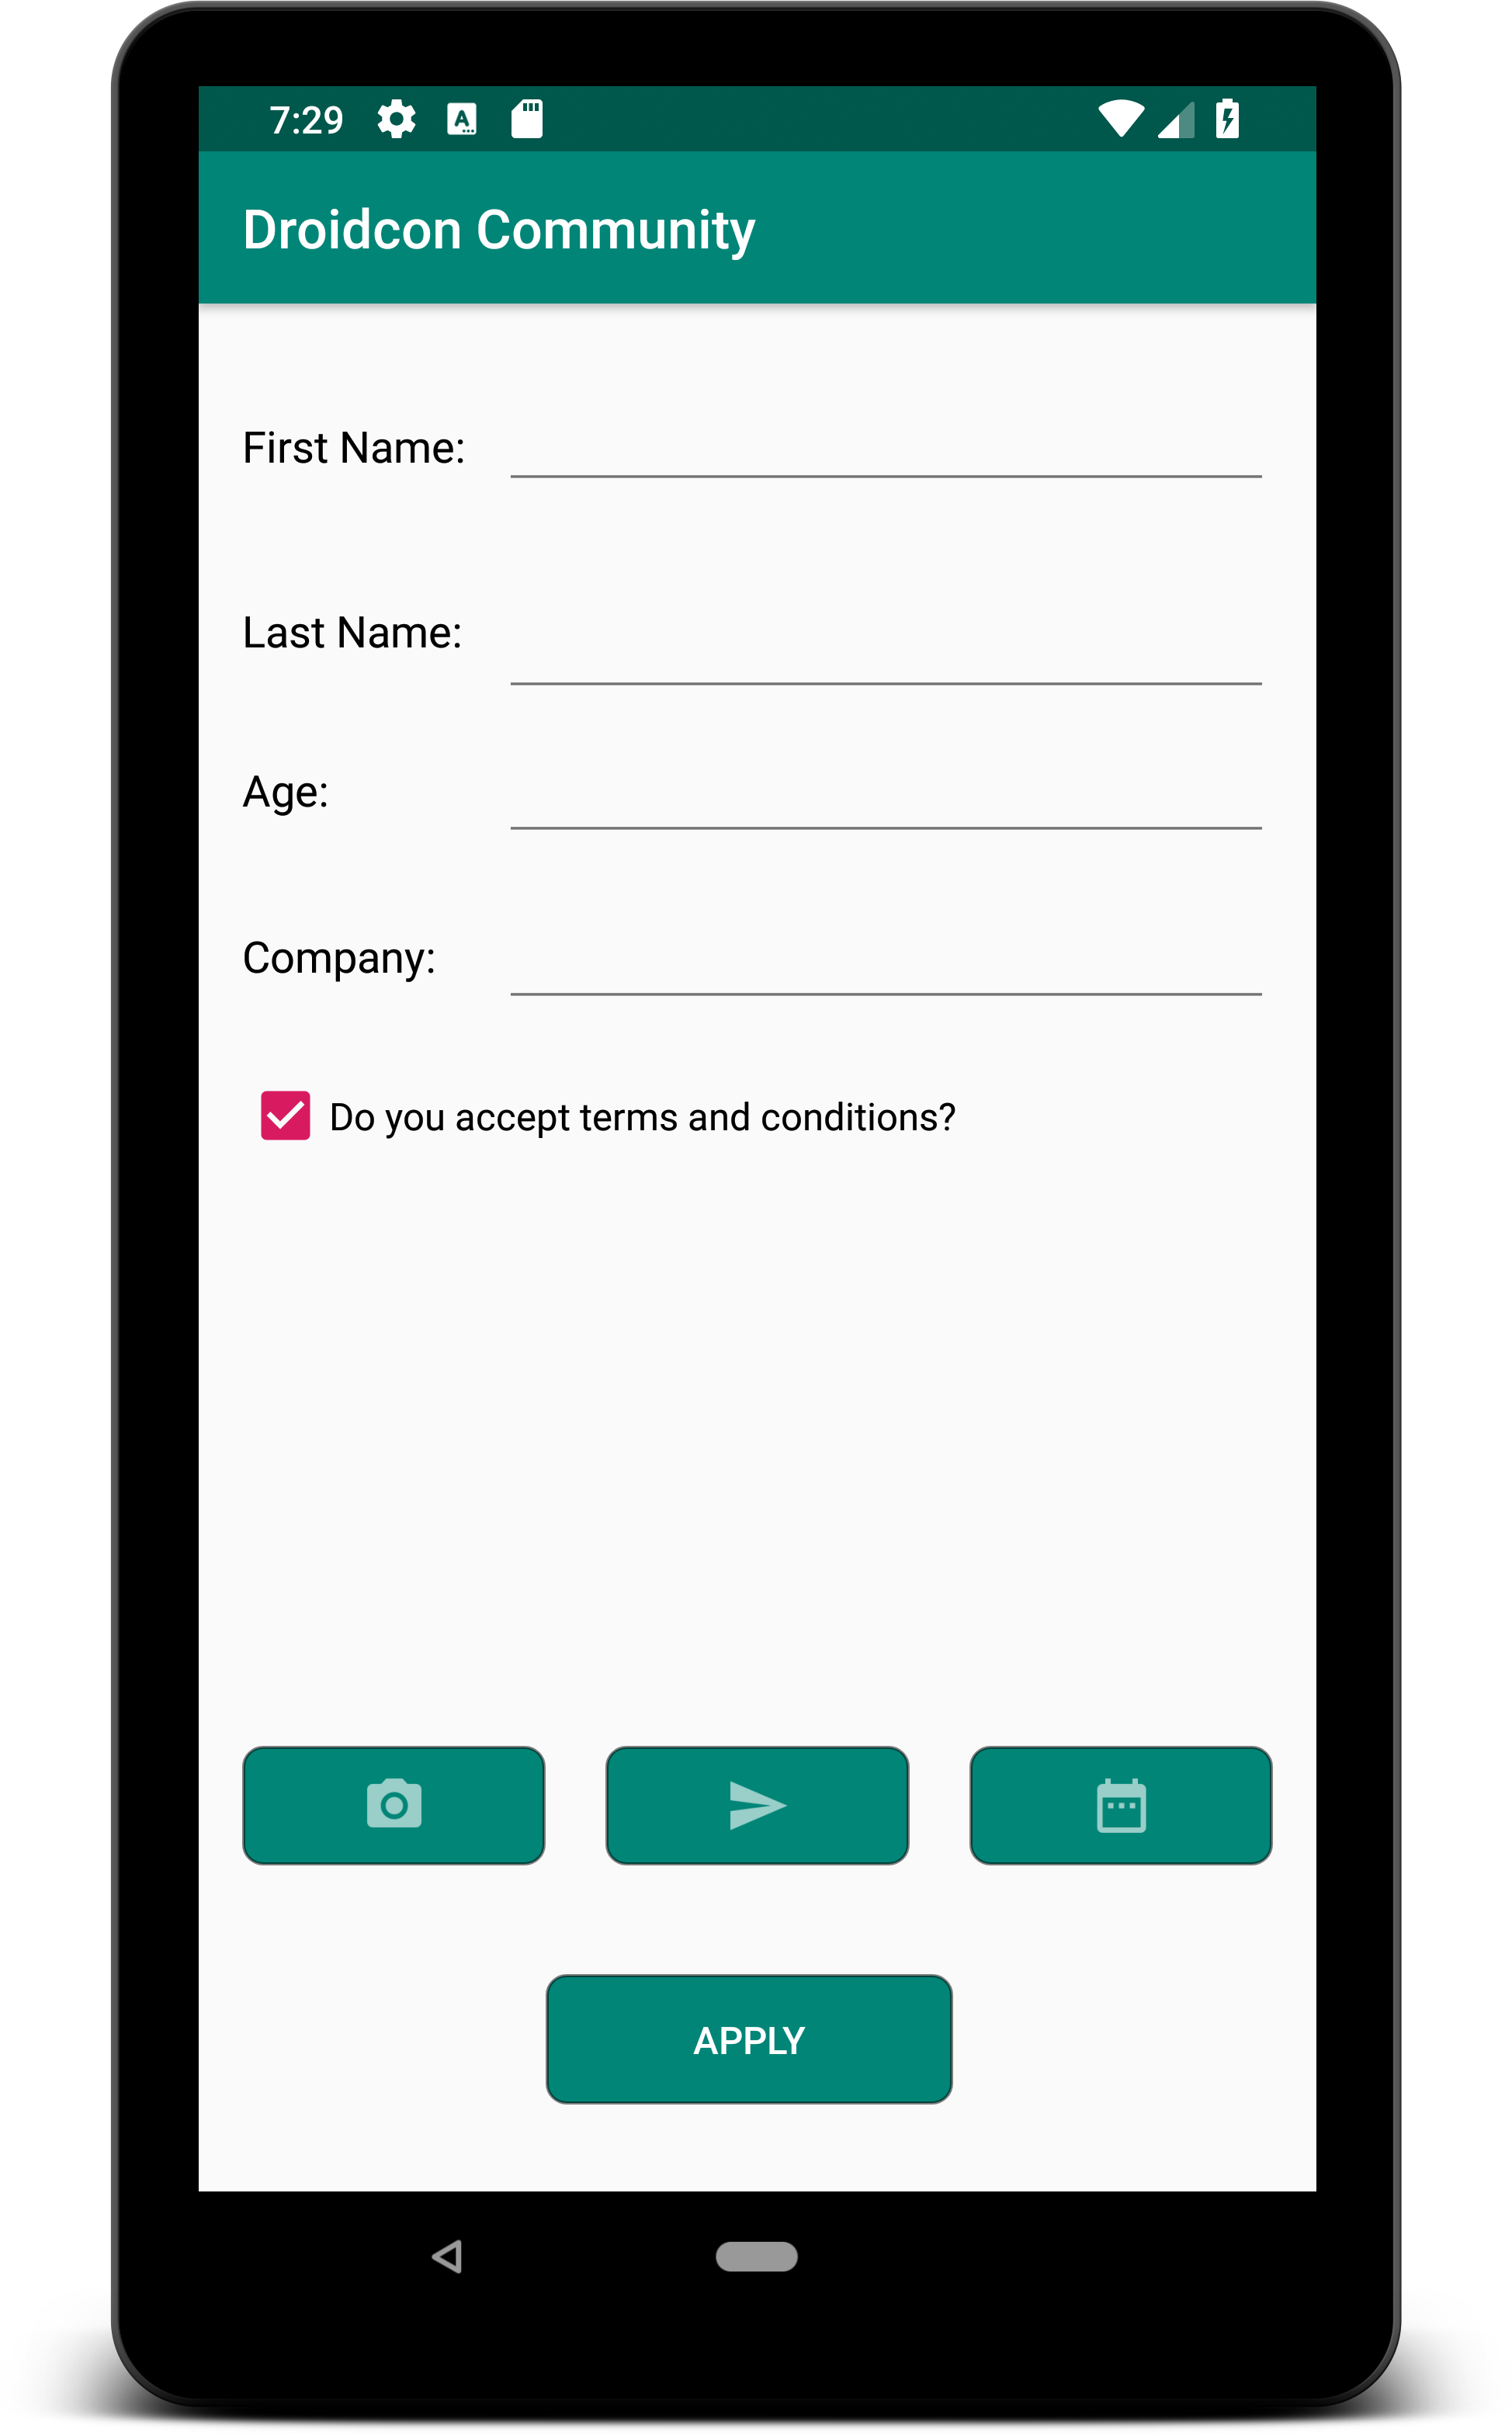 7:29
Droidcon Community
First Name:
Last Name:
Age:
Company:
Do you accept terms and conditions?
APPLY